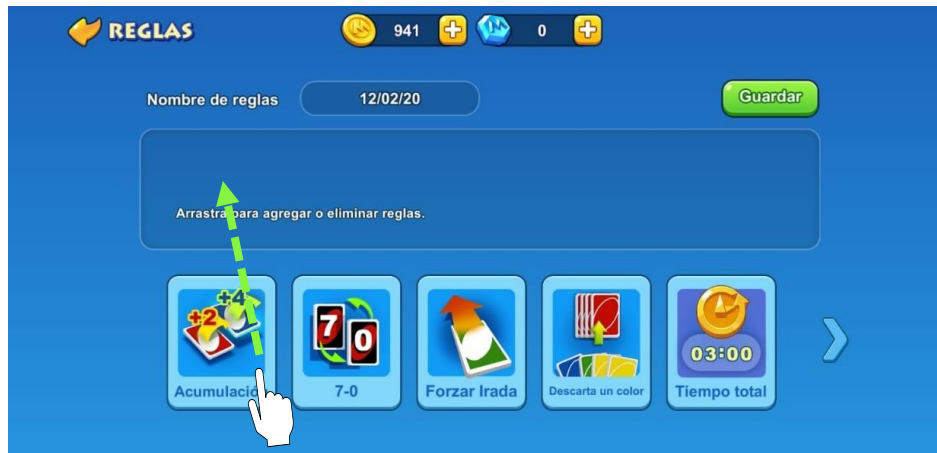 REGLAS
941
0
Nombre de reglas
12/02/20
Guardar
Arrastra para agregar o eliminar reglas.
+2 +4
7 0
03:00
7-0
Forzar Irada
Descarta un color
Tiempo total